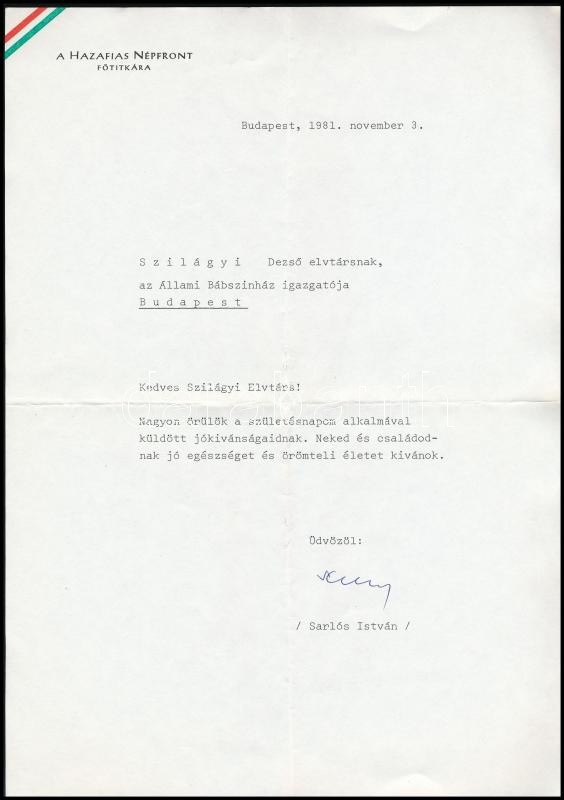 A HAZAFIAS NÉPFRONT
FŐTITKÁRA
Budapest, 1981. november 3.
S z i l á g y i Dezső elvtársnak,
az Állami Bábszinház igazgatója
B u d a p e s t
Kedves Szilágyi Elvtárs!
Nagyon örülök a születésnapom alkalmával
küldött jókivánságaidnak. Neked és családod-
nak jó egészséget és örömteli életet kivánok.
Üdvözöl:
/ Sarlós István /